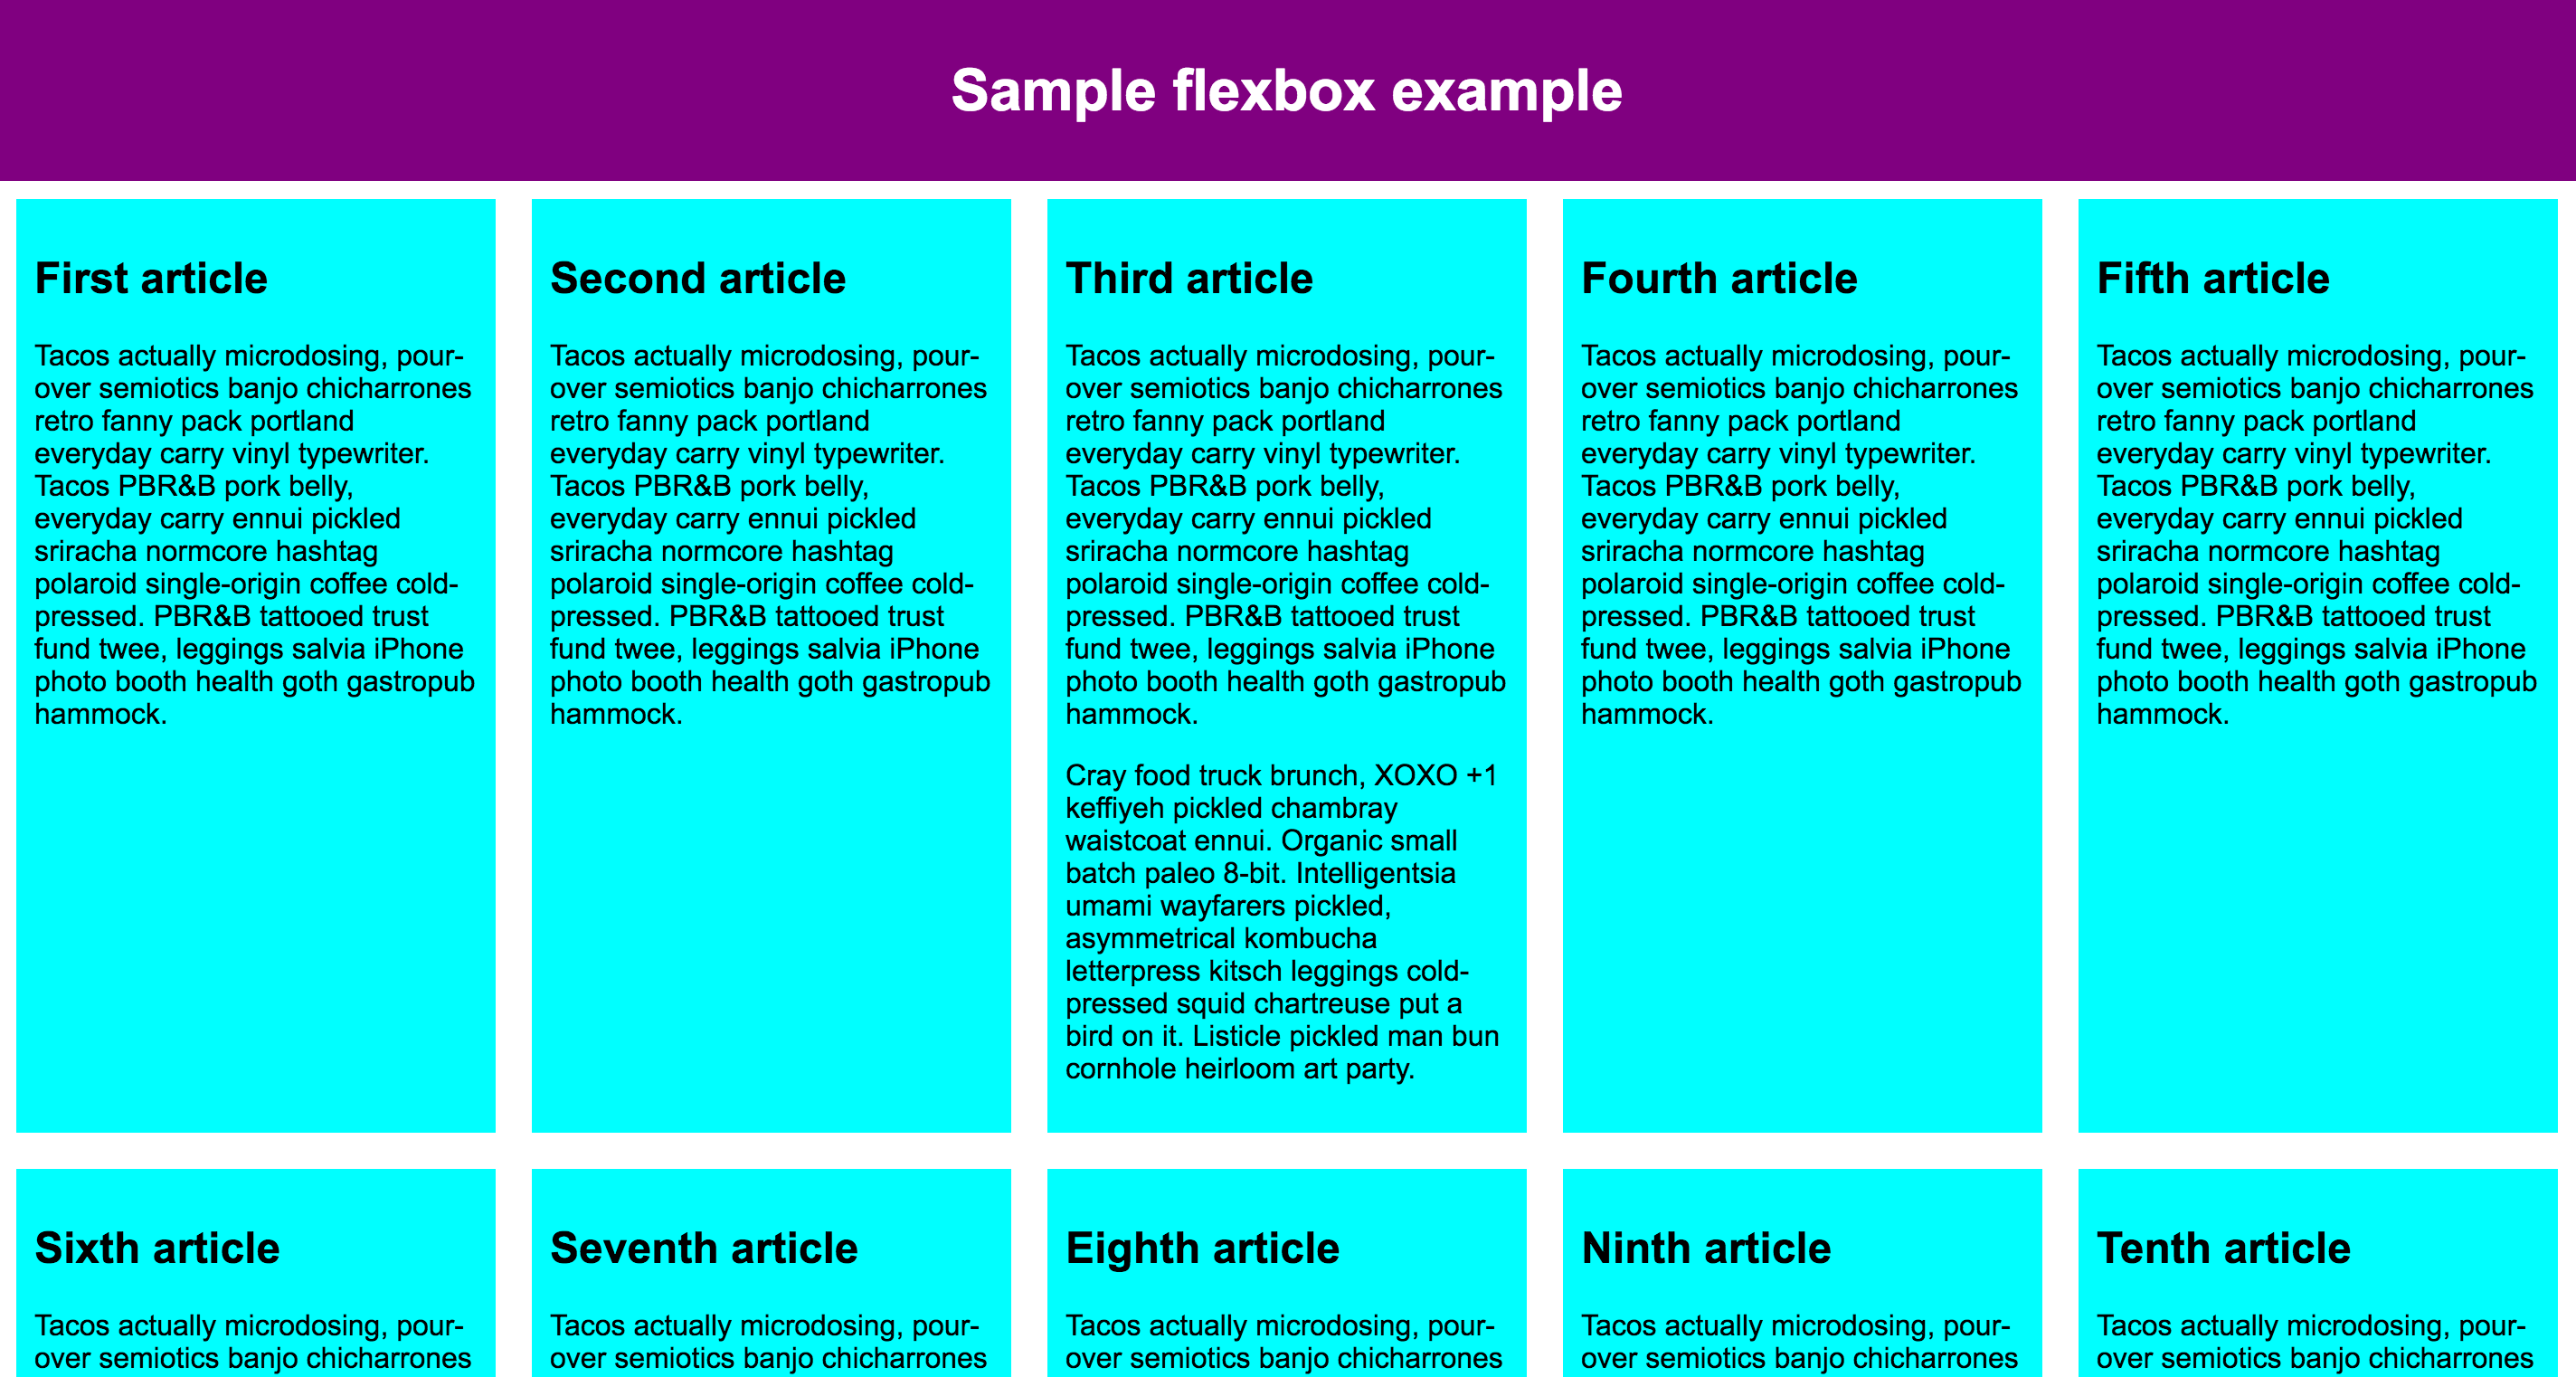 Sample flexbox example
First article
Tacos actually microdosing, pour-
over semiotics banjo chicharrones
retro fanny pack portland
everyday carry vinyl typewriter.
Tacos PBR&B pork belly,
everyday carry ennui pickled
sriracha normcore hashtag
polaroid single-origin coffee cold-
pressed. PBR&B tattooed trust
fund twee, leggings salvia iPhone
photo booth health goth gastropub
hammock.
Second article
Tacos actually microdosing, pour-
over semiotics banjo chicharrones
retro fanny pack portland
everyday carry vinyl typewriter.
Tacos PBR&B pork belly,
everyday carry ennui pickled
sriracha normcore hashtag
polaroid single-origin coffee cold-
pressed. PBR&B tattooed trust
fund twee, leggings salvia iPhone
photo booth health goth gastropub
hammock.
Third article
Tacos actually microdosing, pour-
over semiotics banjo chicharrones
retro fanny pack portland
everyday carry vinyl typewriter.
Tacos PBR&B pork belly,
everyday carry ennui pickled
sriracha normcore hashtag
polaroid single-origin coffee cold-
pressed. PBR&B tattooed trust
fund twee, leggings salvia iPhone
photo booth health goth gastropub
hammock.
Cray food truck brunch, XOXO +1
keffiyeh pickled chambray
waistcoat ennui. Organic small
batch paleo 8-bit. Intelligentsia
umami wayfarers pickled,
asymmetrical kombucha
letterpress kitsch leggings cold-
pressed squid chartreuse put a
bird on it. Listicle pickled man bun
cornhole heirloom art party.
Fourth article
Tacos actually microdosing, pour-
over semiotics banjo chicharrones
retro fanny pack portland
everyday carry vinyl typewriter.
Tacos PBR&B pork belly,
everyday carry ennui pickled
sriracha normcore hashtag
polaroid single-origin coffee cold-
pressed. PBR&B tattooed trust
fund twee, leggings salvia iPhone
photo booth health goth gastropub
hammock.
Fifth article
Tacos actually microdosing, pour-
over semiotics banjo chicharrones
retro fanny pack portland
everyday carry vinyl typewriter.
Tacos PBR&B pork belly,
everyday carry ennui pickled
sriracha normcore hashtag
polaroid single-origin coffee cold-
pressed. PBR&B tattooed trust
fund twee, leggings salvia iPhone
photo booth health goth gastropub
hammock.
Sixth article
Tacos actually microdosing, pour-
over semiotics banjo chicharrones
Seventh article
Tacos actually microdosing, pour-
over semiotics banjo chicharrones
Eighth article
Tacos actually microdosing, pour-
over semiotics banjo chicharrones
Ninth article
Tacos actually microdosing, pour-
over semiotics banjo chicharrones
Tenth article
Tacos actually microdosing, pour-
over semiotics banjo chicharrones